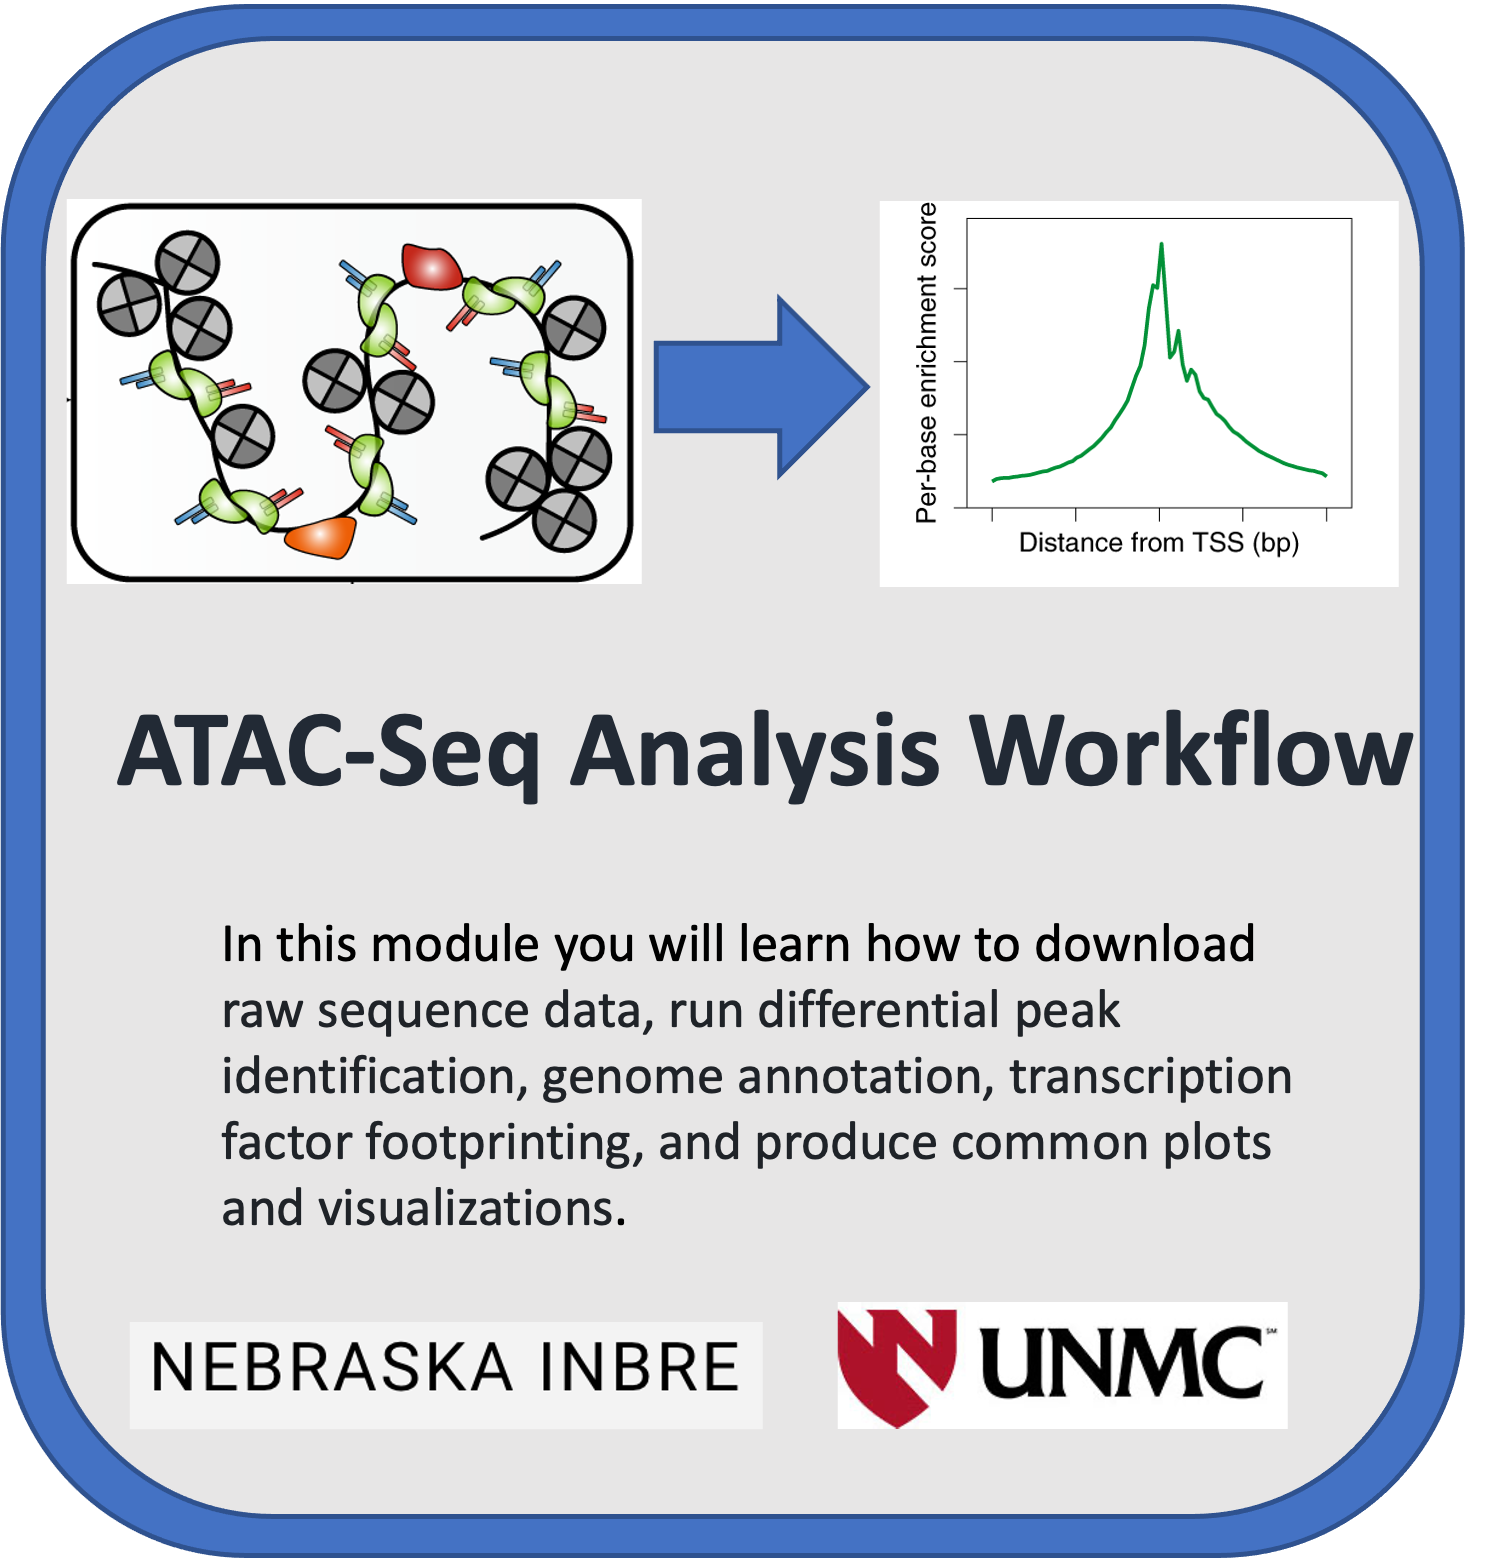 Per-base enrichment score
Distance from TSS (bp)
ATAC-Seq Analysis Workflow
In this module you will learn how to download
raw sequence data, run differential peak
identification, genome annotation, transcription
factor footprinting, and produce common plots
and visualizations.
NEBRASKA INBRE
N UNMC℠